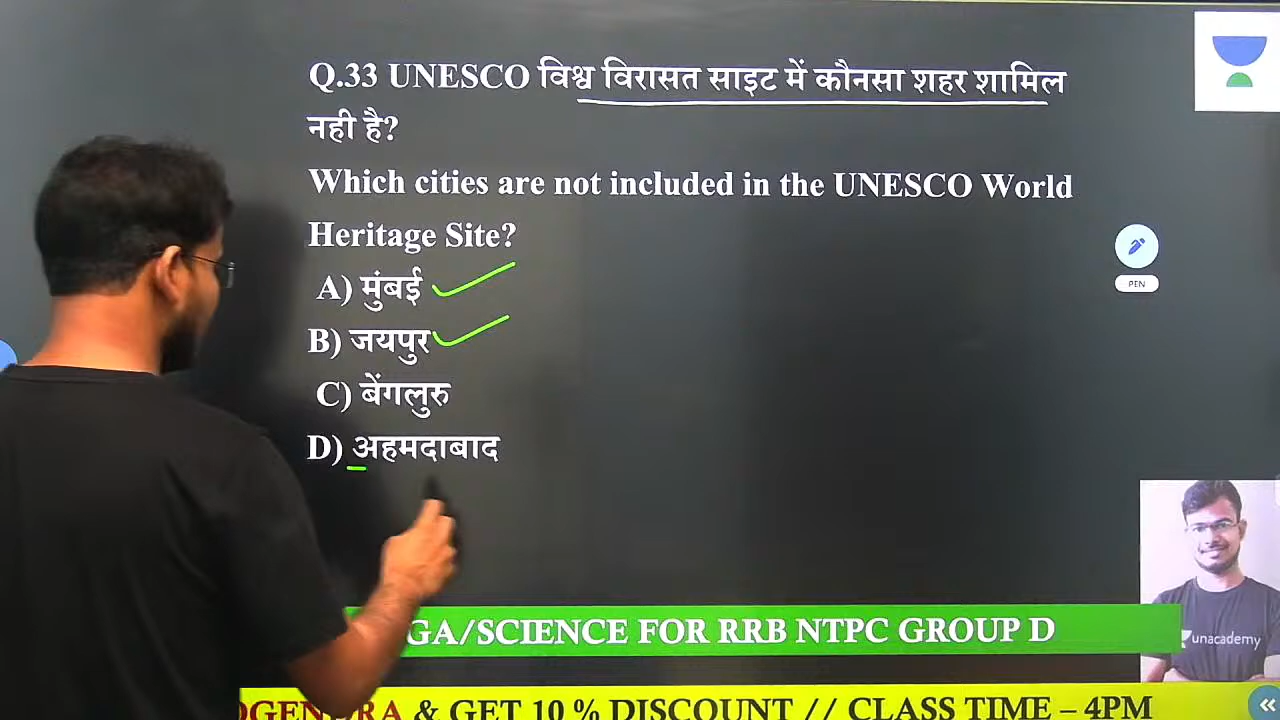 Q.33 UNESCO विश्व विरासत साइट में कौनसा शहर शामिल
नही है?
Which cities are not included in the UNESCO World
Heritage Site?
A) मुंबई
B) जयपुर
C) बेंगलुरु
D) अहमदाबाद
PEN
unacademy
GA/SCIENCE FOR RRB NTPC GROUP D
OGENDRA & GET 10 % DISCOUNT // CLASS TIME – 4PM